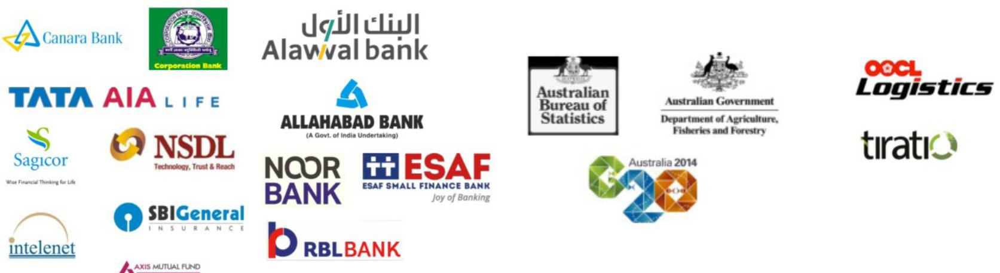 Canara Bank
Corporation Bank
البنك الأول
Alawwal bank
TATA AIA LIFE
ALLAHABAD BANK
(A Govt. of India Undertaking)
Sagicor
Wise Financial Thinking for Life
NSDL
Technology, Trust & Reach
NOOR
BANK
ESAF
ESAF SMALL FINANCE BANK
Joy of Banking
intelenet
SBIGeneral
INSURANCE
RBLBANK
AXIS MUTUAL FUND
Australian
Bureau of
Statistics
Australian Government
Department of Agriculture,
Fisheries and Forestry
Australia 2014
G20
OOCL
Logistics
tiratio